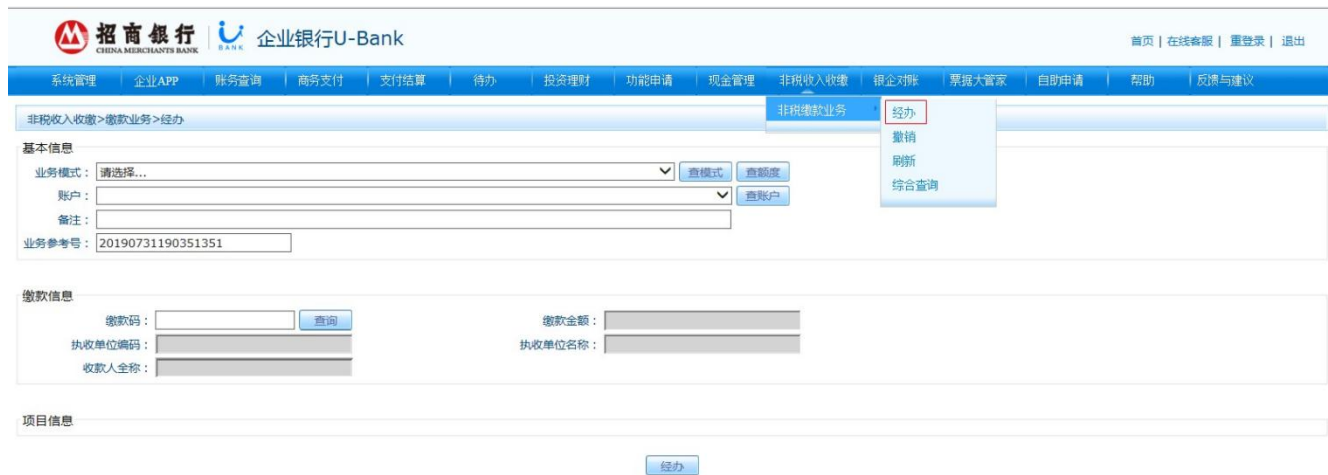 招商银行 CHINA MERCHANTS BANK U BANK 企业银行U-Bank
首页 | 在线客服 | 重登录 | 退出
系统管理 企业APP 账务查询 商务支付 支付结算 待办 投资理财 功能申请 现金管理 非税收入收缴 银企对账 票据大管家 自助申请 帮助 反馈与建议
非税收入收缴>缴款业务>经办
非税缴款业务 经办
撤销
刷新
综合查询
基本信息
业务模式： 请选择... 查模式 查额度
账户： 查账户
备注：
业务参考号： 20190731190351351
缴款信息
缴款码： 查询 缴款金额：
执收单位编码： 执收单位名称：
收款人全称：
项目信息
经办